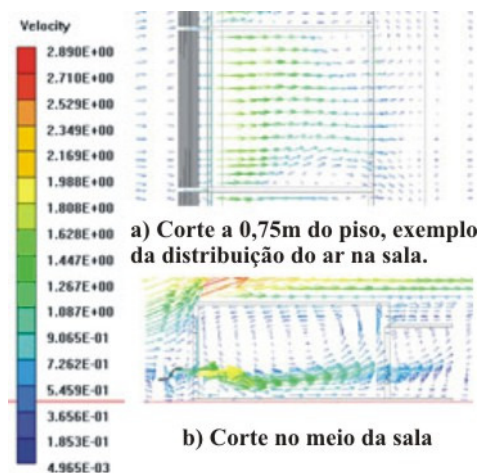 Velocity
2.890E+00
2.710E+00
2.529E+00
2.349E+00
2.169E+00
1.988E+00
1.808E+00
1.628E+00
1.447E+00
1.267E+00
1.087E+00
9.065E-01
7.262E-01
5.459E-01
3.656E-01
1.853E-01
4.965E-03
a) Corte a 0,75m do piso, exemplo
da distribuição do ar na sala.
b) Corte no meio da sala